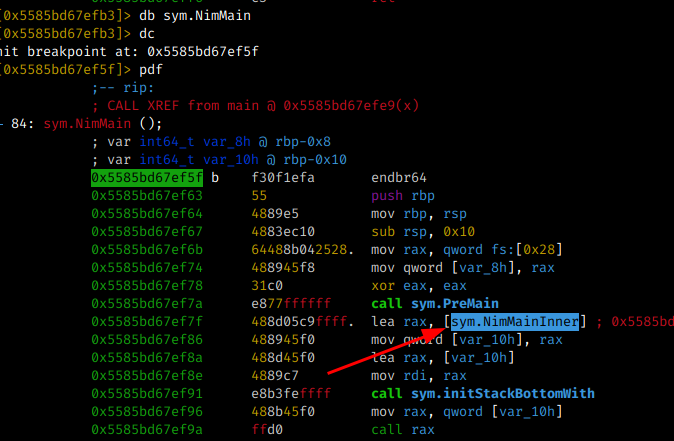 [0x5585bd67efb3]> db sym.NimMain
[0x5585bd67efb3]> dc
hit breakpoint at: 0x5585bd67ef5f
[0x5585bd67ef5f]> pdf
;-- rip:
; CALL XREF from main @ 0x5585bd67efe9(x)
- 84: sym.NimMain ();
; var int64_t var_8h @ rbp-0x8
; var int64_t var_10h @ rbp-0x10
0x5585bd67ef5f b f30f1efa endbr64
0x5585bd67ef63 55 push rbp
0x5585bd67ef64 4889e5 mov rbp, rsp
0x5585bd67ef67 4883ec10 sub rsp, 0x10
0x5585bd67ef6b 64488b042528. mov rax, qword fs:[0x28]
0x5585bd67ef74 488945f8 mov qword [var_8h], rax
0x5585bd67ef78 31c0 xor eax, eax
0x5585bd67ef7a e877ffffff call sym.PreMain
0x5585bd67ef7f 488d05c9ffff. lea rax, [sym.NimMainInner] ; 0x5585bd
0x5585bd67ef86 488945f0 mov qword [var_10h], rax
0x5585bd67ef8a 488d45f0 lea rax, [var_10h]
0x5585bd67ef8e 4889c7 mov rdi, rax
0x5585bd67ef91 e8b3feffff call sym.initStackBottomWith
0x5585bd67ef96 488b45f0 mov rax, qword [var_10h]
0x5585bd67ef9a ffd0 call rax